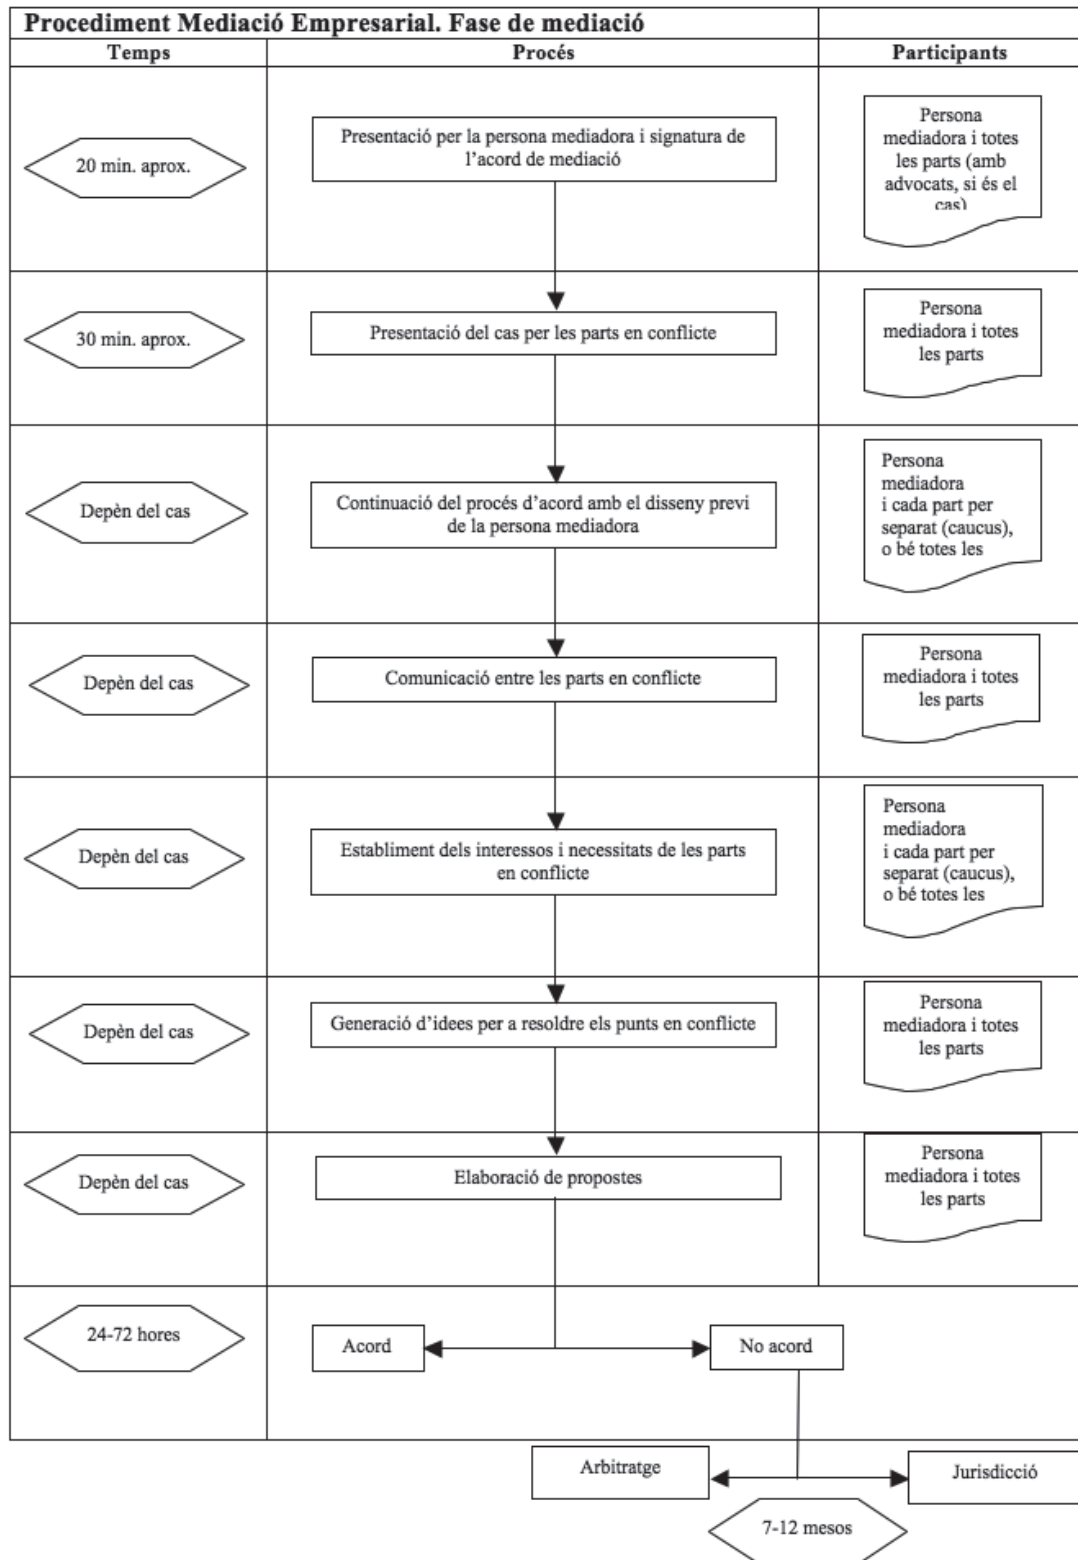 Procediment Mediació Empresarial. Fase de mediació
Temps
Procés
Participants
20 min. aprox.
Presentació per la persona mediadora i signatura de
l'acord de mediació
Persona
mediadora i totes
les parts (amb
advocats, si és el
cas)
30 min. aprox.
Presentació del cas per les parts en conflicte
Persona
mediadora i totes
les parts
Depèn del cas
Continuació del procés d'acord amb el disseny previ
de la persona mediadora
Persona
mediadora
i cada part per
separat (caucus),
o bé totes les
Depèn del cas
Comunicació entre les parts en conflicte
Persona
mediadora i totes
les parts
Depèn del cas
Establiment dels interessos i necessitats de les parts
en conflicte
Persona
mediadora
i cada part per
separat (caucus),
o bé totes les
Depèn del cas
Generació d'idees per a resoldre els punts en conflicte
Persona
mediadora i totes
les parts
Depèn del cas
Elaboració de propostes
Persona
mediadora i totes
les parts
24-72 hores
Acord
No acord
Arbitratge
Jurisdicció
7-12 mesos